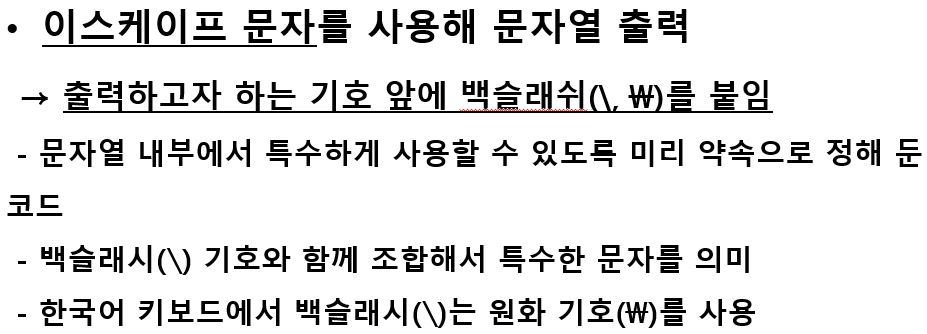 • 이스케이프 문자를 사용해 문자열 출력
→ 출력하고자 하는 기호 앞에 백슬래쉬(\, ₩)를 붙임
- 문자열 내부에서 특수하게 사용할 수 있도록 미리 약속으로 정해 둔
코드
- 백슬래시(\) 기호와 함께 조합해서 특수한 문자를 의미
- 한국어 키보드에서 백슬래시(\)는 원화 기호(₩)를 사용